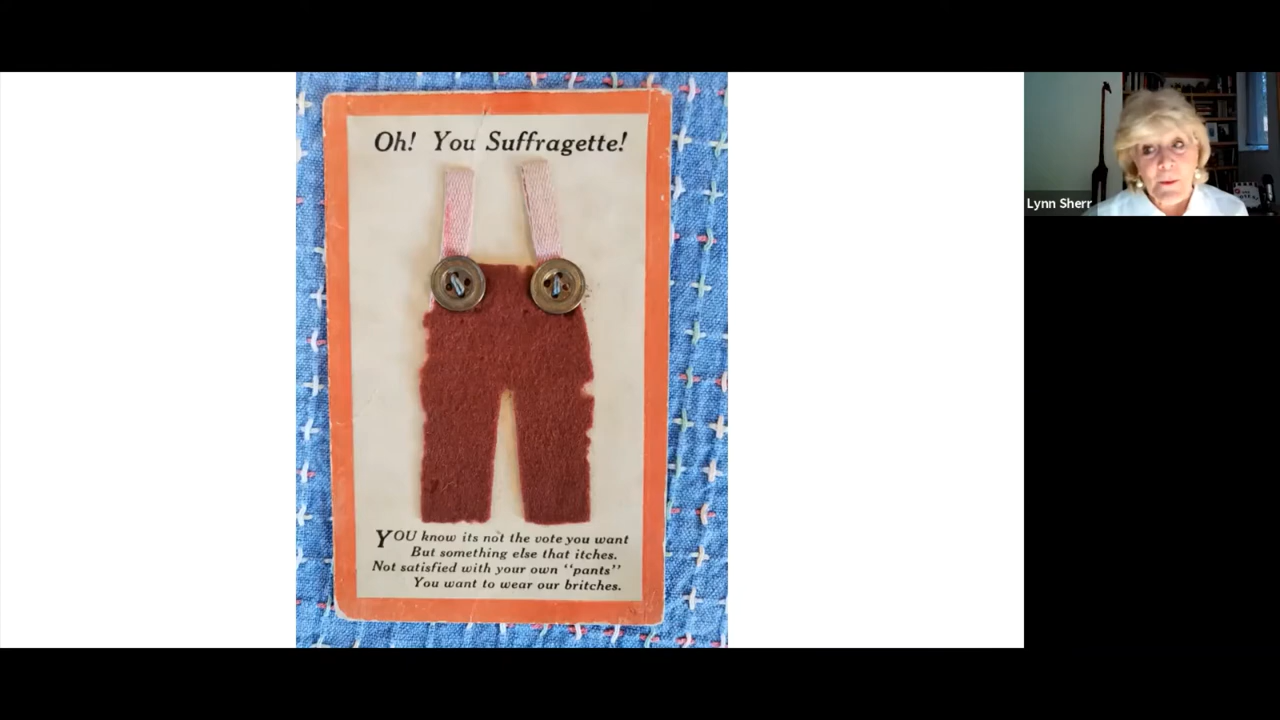 Oh! You Suffragette!
YOU know its not the vote you want
But something else that itches.
Not satisfied with your own “pants”
You want to wear our britches.
Lynn Sherr